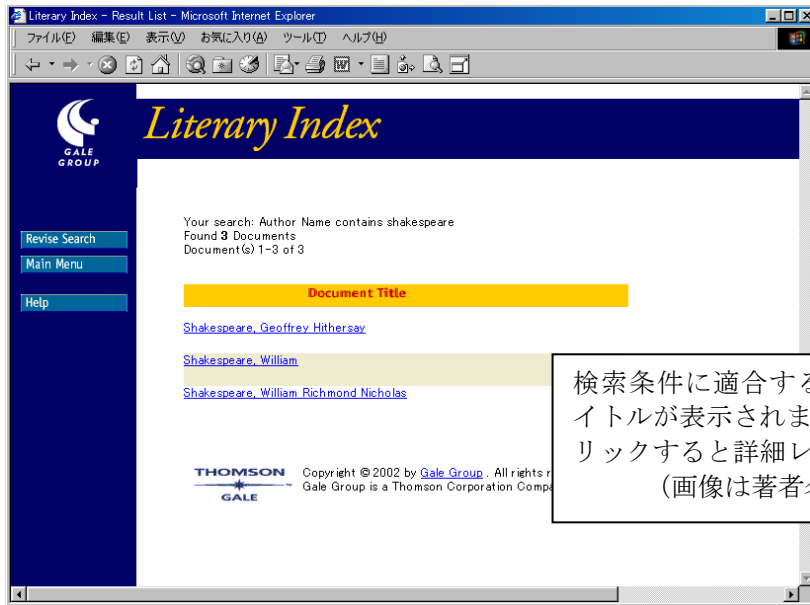 Literary Index - Result List - Microsoft Internet Explorer
ファイル(F) 編集(E) 表示(V) お気に入り(A) ツール(T) ヘルプ(H)
GALE
GROUP
Literary Index
Your search: Author Name contains shakespeare
Found 3 Documents
Document(s) 1-3 of 3
Revise Search
Main Menu
Help
Document Title
Shakespeare, Geoffrey Hithersay
Shakespeare, William
Shakespeare, William Richmond Nicholas
検索条件に適合する
イトルが表示されま
リックすると詳細レ
（画像は著者名
THOMSON
GALE
Copyright © 2002 by Gale Group . All rights r
Gale Group is a Thomson Corporation Compa